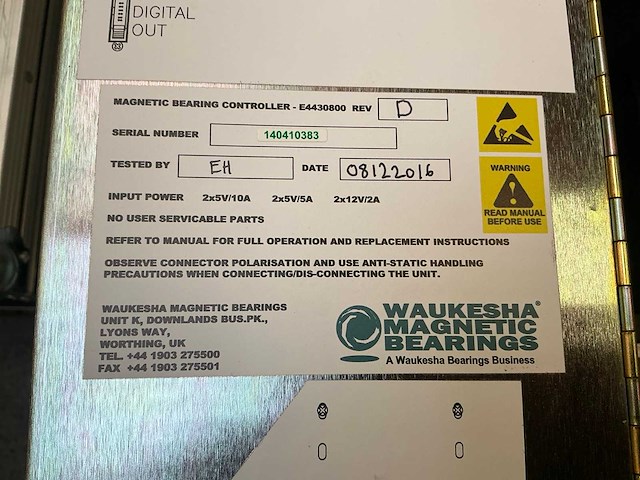 DIGITAL
OUT
MAGNETIC BEARING CONTROLLER - E4430800 REV D
SERIAL NUMBER 140410383
TESTED BY EH DATE 08122016
INPUT POWER 2x5V/10A 2x5V/5A 2x12V/2A
NO USER SERVICABLE PARTS
REFER TO MANUAL FOR FULL OPERATION AND REPLACEMENT INSTRUCTIONS
OBSERVE CONNECTOR POLARISATION AND USE ANTI-STATIC HANDLING
PRECAUTIONS WHEN CONNECTING/DIS-CONNECTING THE UNIT.
WARNING
READ MANUAL
BEFORE USE
WAUKESHA MAGNETIC BEARINGS
UNIT K, DOWNLANDS BUS.PK.,
LYONS WAY,
WORTHING, UK
TEL. +44 1903 275500
FAX +44 1903 275501
WAUKESHA®
MAGNETIC
BEARINGS
A Waukesha Bearings Business